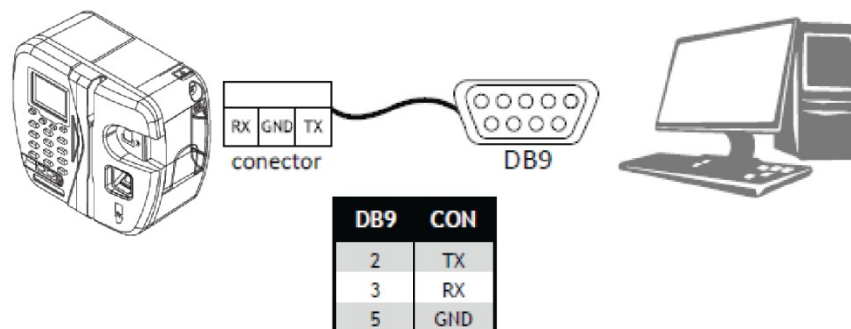 RX GND TX
conector
DB9
DB9 CON
2 TX
3 RX
5 GND